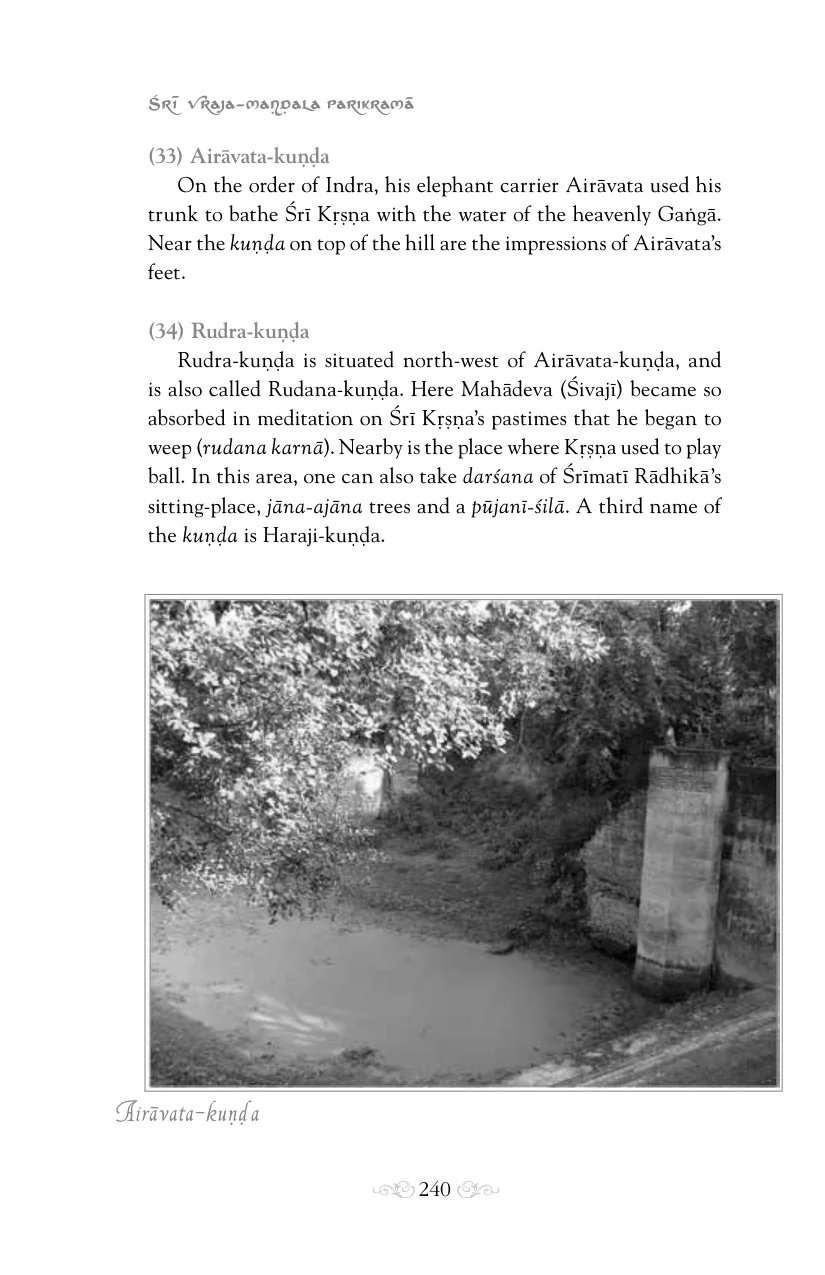 Śrī Vraja-maṇḍala Parikramā
(33) Airāvata-kuṇḍa
On the order of Indra, his elephant carrier Airāvata used his
trunk to bathe Śrī Kṛṣṇa with the water of the heavenly Gaṅgā.
Near the kuṇḍa on top of the hill are the impressions of Airāvata’s
feet.
(34) Rudra-kuṇḍa
Rudra-kuṇḍa is situated north-west of Airāvata-kuṇḍa, and
is also called Rudana-kuṇḍa. Here Mahādeva (Śivajī) became so
absorbed in meditation on Śrī Kṛṣṇa’s pastimes that he began to
weep (rudana karnā). Nearby is the place where Kṛṣṇa used to play
ball. In this area, one can also take darśana of Śrīmatī Rādhikā’s
sitting-place, jāna-ajāna trees and a pūjanī-śilā. A third name of
the kuṇḍa is Haraji-kuṇḍa.
Airāvata-kuṇḍa
240